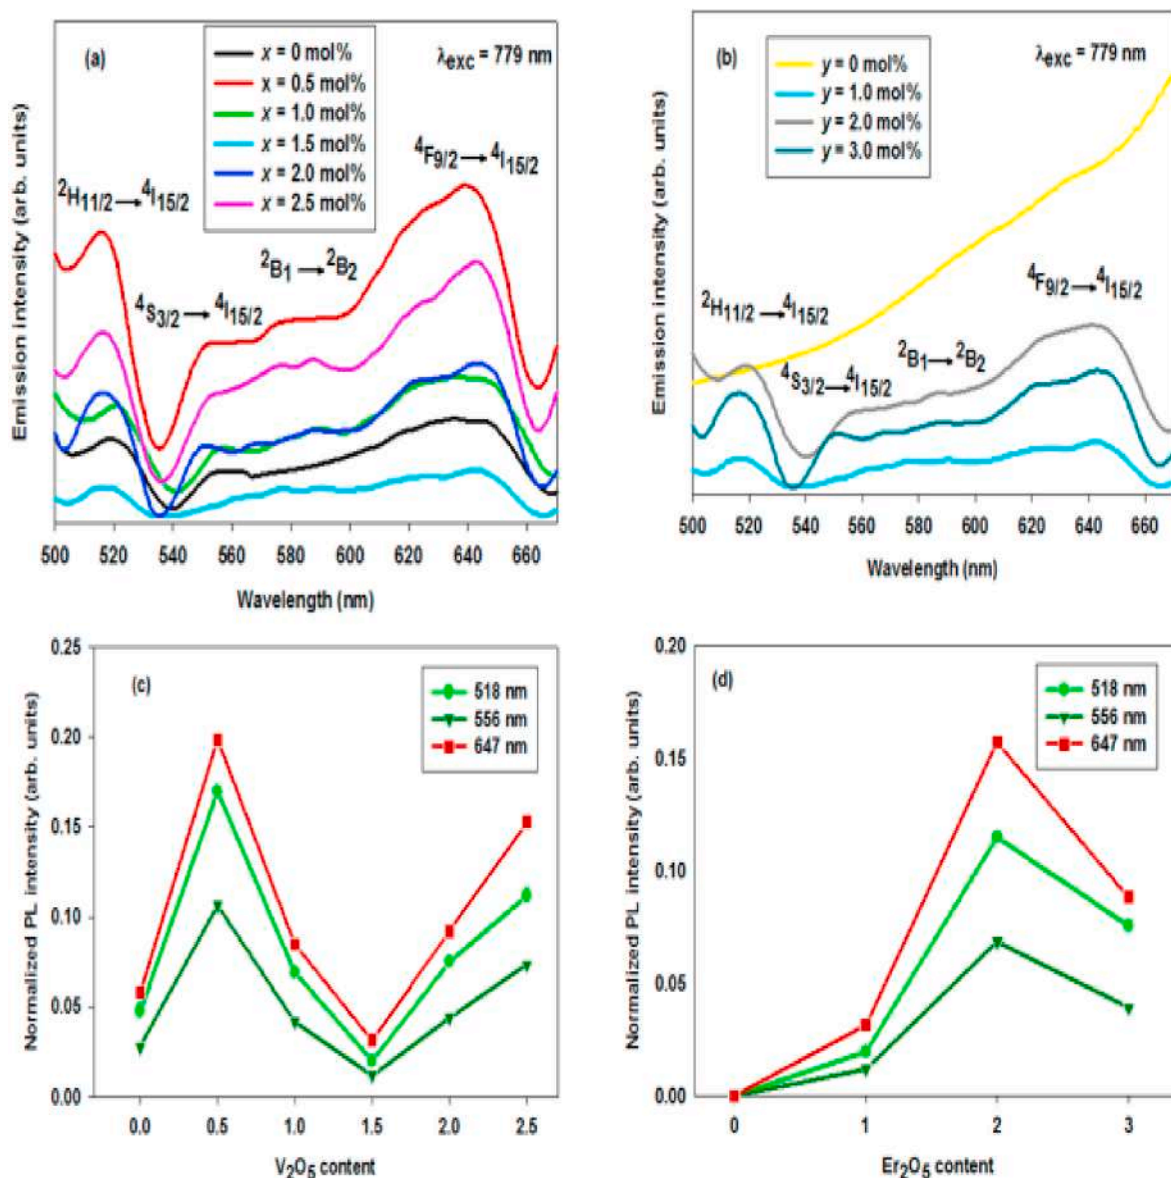 (a)
x = 0 mol%
x = 0.5 mol%
x = 1.0 mol%
x = 1.5 mol%
x = 2.0 mol%
x = 2.5 mol%
λexc = 779 nm
⁴F9/2→⁴I15/2
²H11/2→⁴I15/2
²B1→²B2
⁴S3/2→⁴I15/2
Emission intensity (arb. units)
500 520 540 560 580 600 620 640 660
Wavelength (nm)
(b)
y = 0 mol%
y = 1.0 mol%
y = 2.0 mol%
y = 3.0 mol%
λexc = 779 nm
⁴F9/2→⁴I15/2
²H11/2→⁴I15/2
²B1→²B2
⁴S3/2→⁴I15/2
Emission intensity (arb. units)
500 520 540 560 580 600 620 640 660
Wavelength (nm)
(c)
518 nm
556 nm
647 nm
Normalized PL intensity (arb. units)
0.25
0.20
0.15
0.10
0.05
0.00
0.0 0.5 1.0 1.5 2.0 2.5
V₂O₅ content
(d)
518 nm
556 nm
647 nm
Normalized PL intensity (arb. units)
0.20
0.15
0.10
0.05
0.00
0 1 2 3
Er₂O₅ content